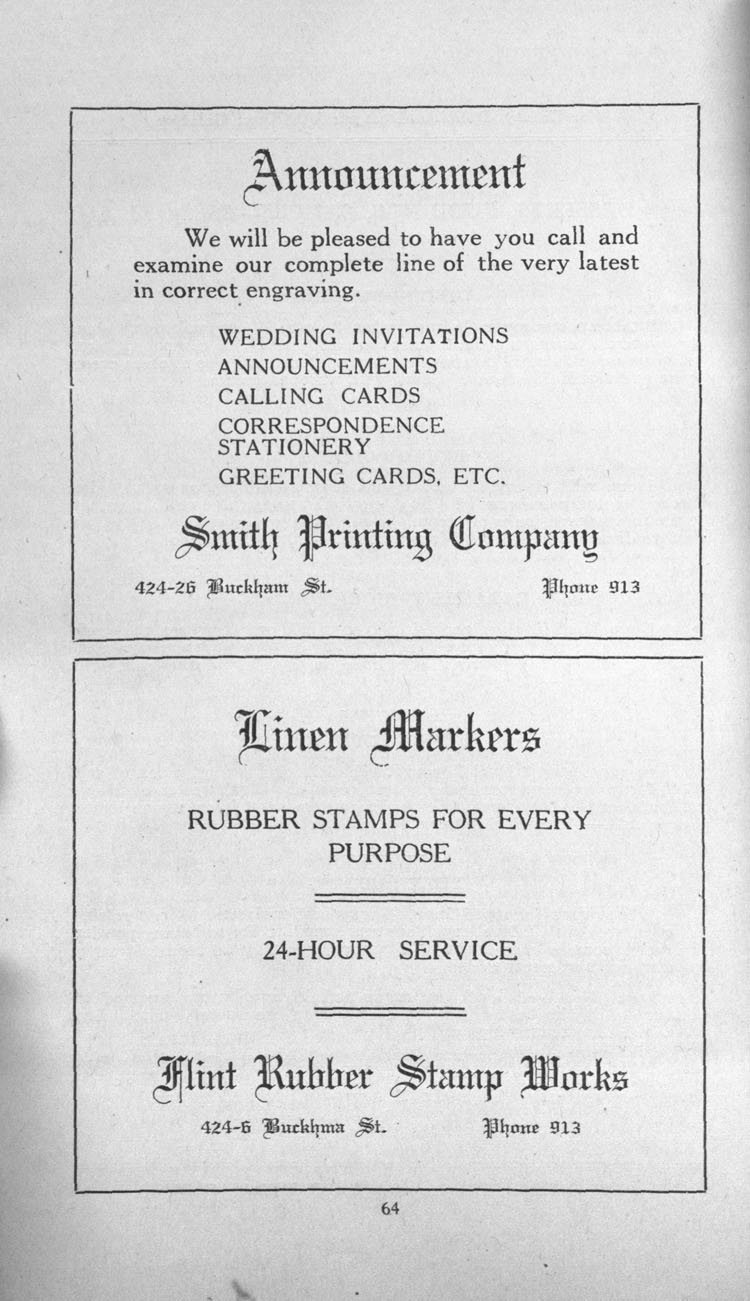 Announcement
We will be pleased to have you call and
examine our complete line of the very latest
in correct engraving.
WEDDING INVITATIONS
ANNOUNCEMENTS
CALLING CARDS
CORRESPONDENCE
STATIONERY
GREETING CARDS, ETC.
Smith Printing Company
424-26 Buckham St. Phone 913
Linen Markers
RUBBER STAMPS FOR EVERY
PURPOSE
24-HOUR SERVICE
Flint Rubber Stamp Works
424-6 Buckhma St. Phone 913
64